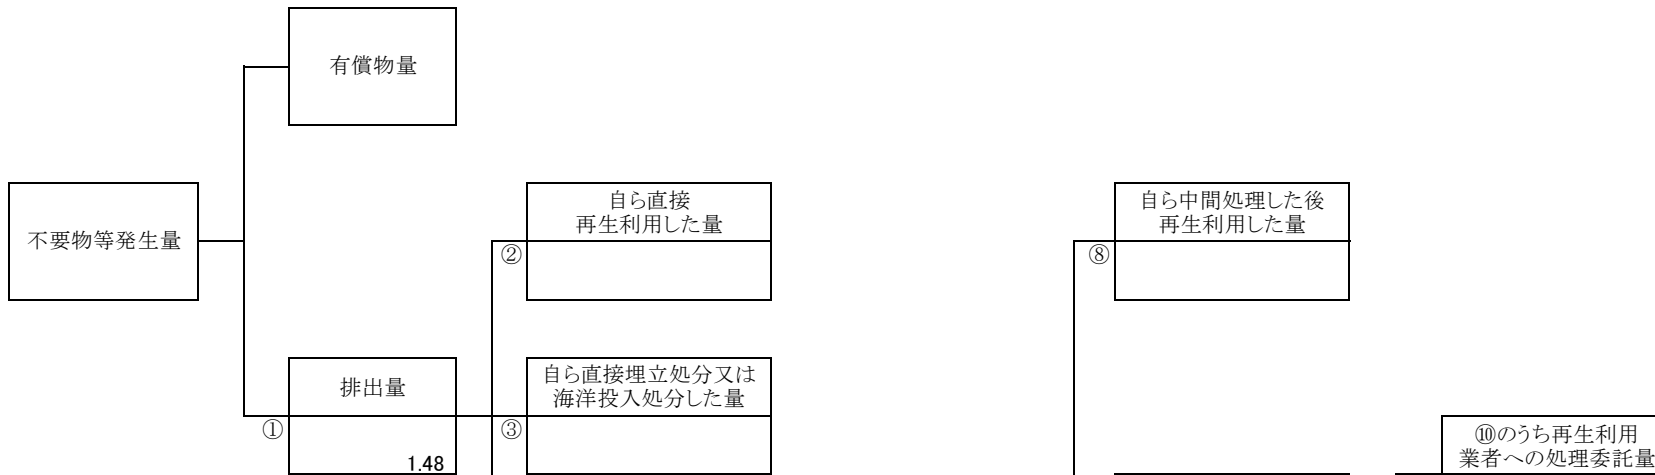 有償物量
不要物等発生量
自ら直接
再生利用した量
②
自ら中間処理した後
再生利用した量
⑧
排出量
①
1.48
自ら直接埋立処分又は
海洋投入処分した量
③
⑩のうち再生利用
業者への処理委託量